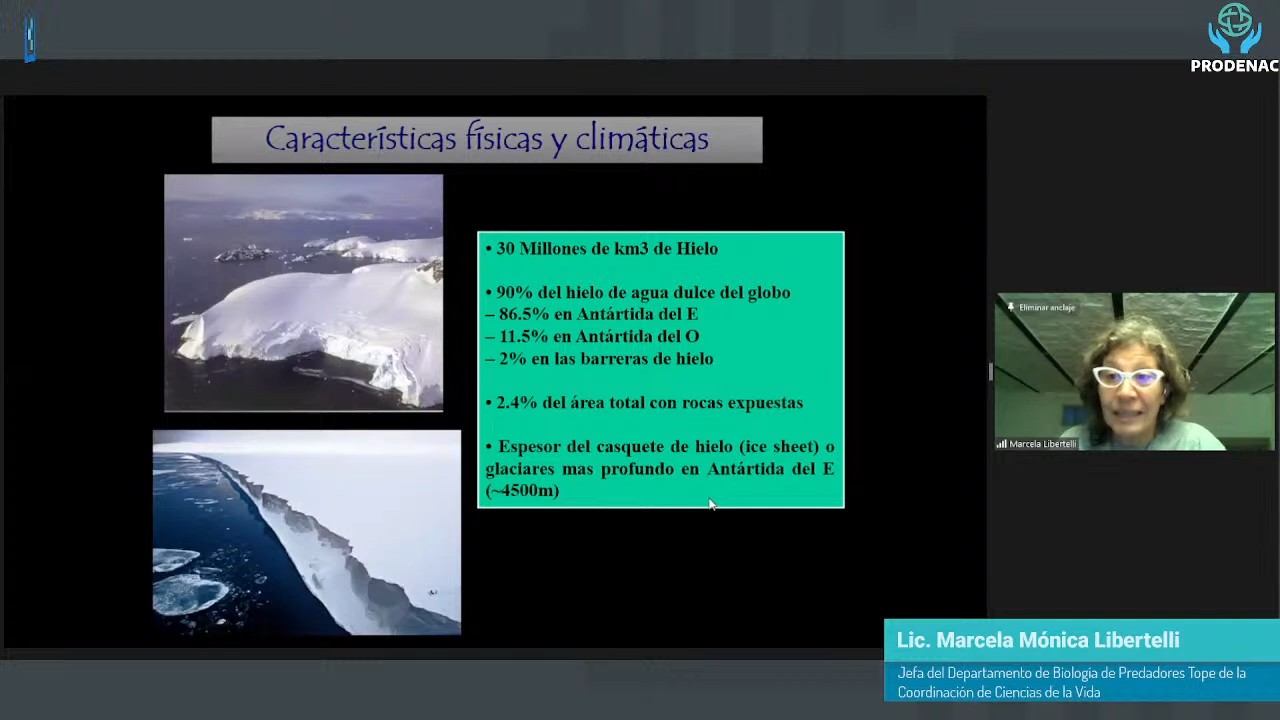 PRODENAC
Características físicas y climáticas
• 30 Millones de km3 de Hielo
• 90% del hielo de agua dulce del globo
– 86.5% en Antártida del E
– 11.5% en Antártida del O
– 2% en las barreras de hielo
• 2.4% del área total con rocas expuestas
• Espesor del casquete de hielo (ice sheet) o
glaciares mas profundo en Antártida del E
(~4500m)
Eliminar anclaje
Marcela Libertelli
Lic. Marcela Mónica Libertelli
Jefa del Departamento de Biología de Predadores Tope de la
Coordinación de Ciencias de la Vida